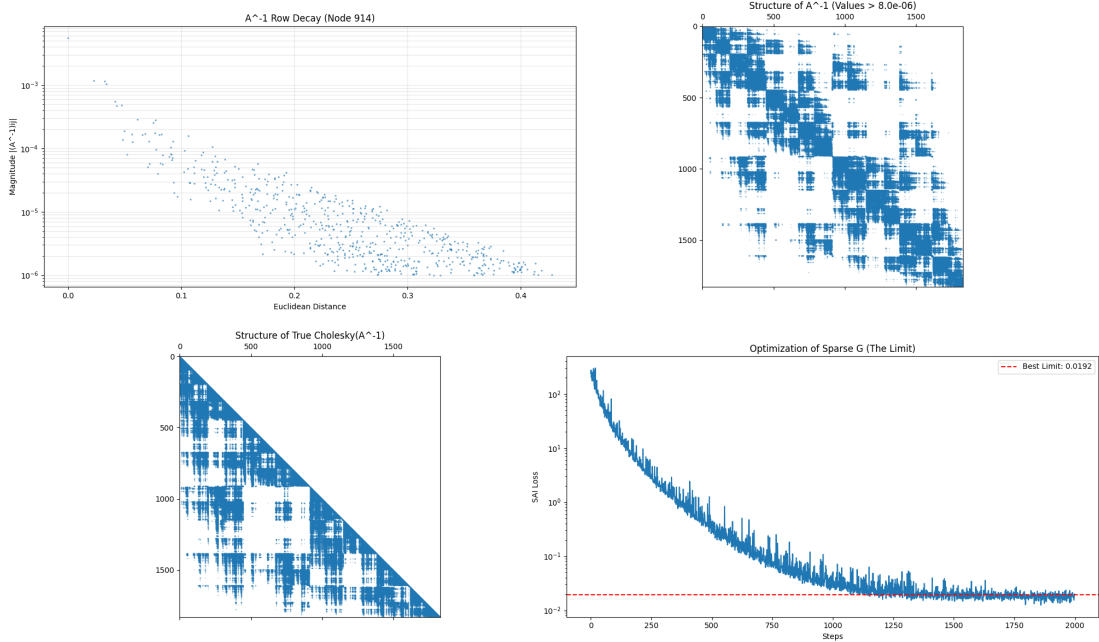 A^-1 Row Decay (Node 914)
Magnitude |(A^-1)ij|
10^-3
10^-4
10^-5
10^-6
0.0 0.1 0.2 0.3 0.4
Euclidean Distance
Structure of A^-1 (Values > 8.0e-06)
0 500 1000 1500
0
500
1000
1500
Structure of True Cholesky(A^-1)
0 500 1000 1500
0
500
1000
1500
Optimization of Sparse G (The Limit)
Best Limit: 0.0192
SAI Loss
10^2
10^1
10^0
10^-1
10^-2
0 250 500 750 1000 1250 1500 1750 2000
Steps